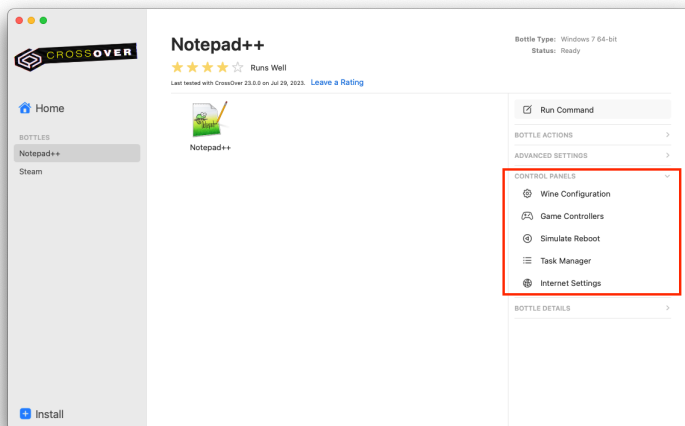 CROSSOVER
Home
BOTTLES
Notepad++
Steam
Install
Notepad++
Runs Well
Last tested with CrossOver 23.0.0 on Jul 29, 2023. Leave a Rating
Notepad++
Bottle Type: Windows 7 64-bit
Status: Ready
Run Command
BOTTLE ACTIONS
ADVANCED SETTINGS
CONTROL PANELS
Wine Configuration
Game Controllers
Simulate Reboot
Task Manager
Internet Settings
BOTTLE DETAILS